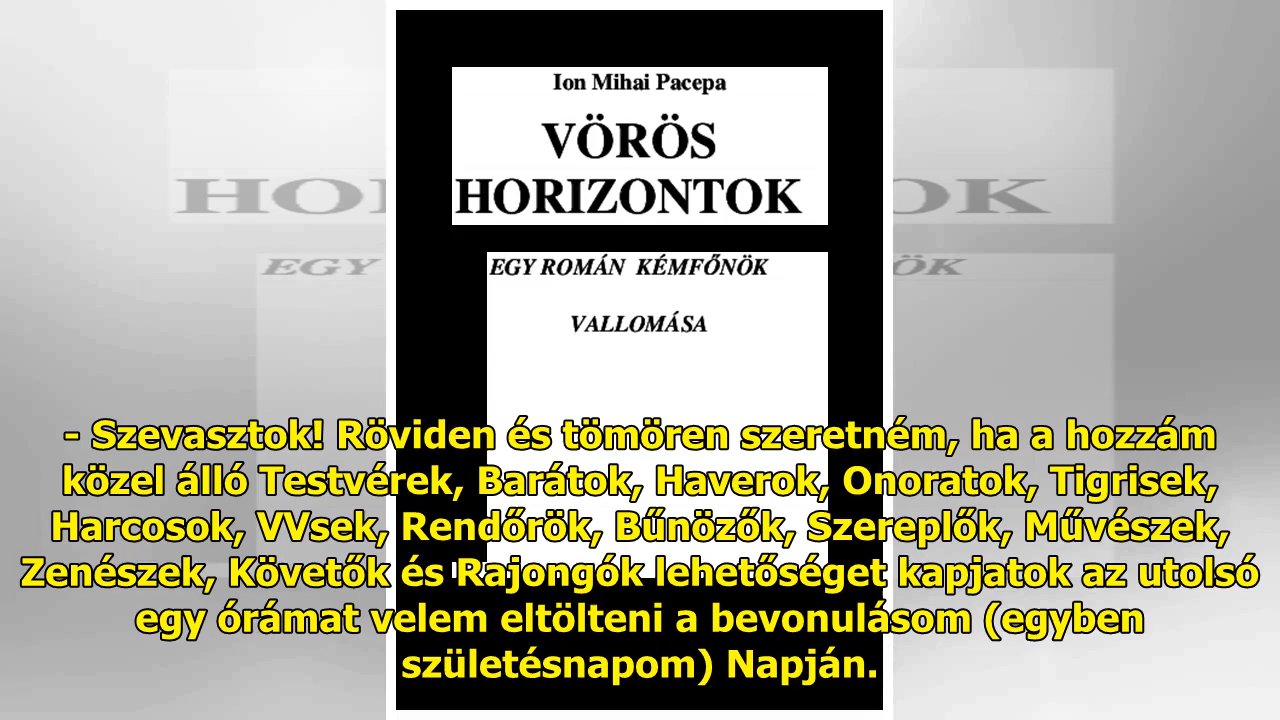 Ion Mihai Pacepa
VÖRÖS
HORIZONTOK
EGY ROMÁN KÉMFŐNÖK
VALLOMÁSA
- Szevasztok! Röviden és tömören szeretném, ha a hozzám
közel álló Testvérek, Barátok, Haverok, Onoratok, Tigrisek,
Harcosok, VVsek, Rendőrök, Bűnözők, Szereplők, Művészek,
Zenészek, Követők és Rajongók lehetőséget kapjatok az utolsó
egy órámat velem eltölteni a bevonulásom (egyben
születésnapom) Napján.